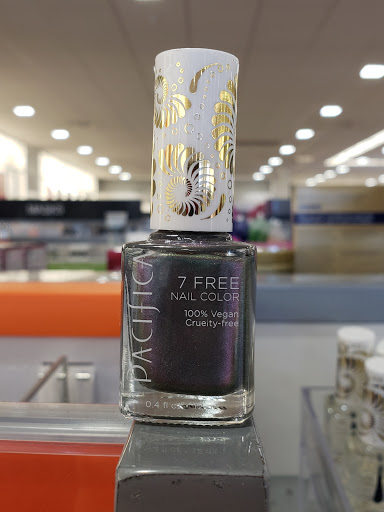 PACIFICA
7 FREE
NAIL COLOR
100% Vegan
Cruelty-free
0.4 fl